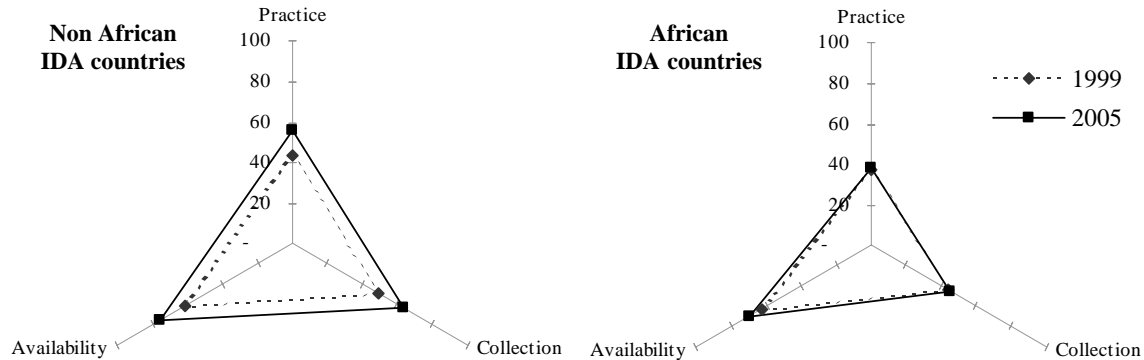 Non African
IDA countries
Practice
100
80
60
40
20
-
Availability
Collection
African
IDA countries
Practice
100
80
60
40
20
-
Availability
Collection
1999
2005